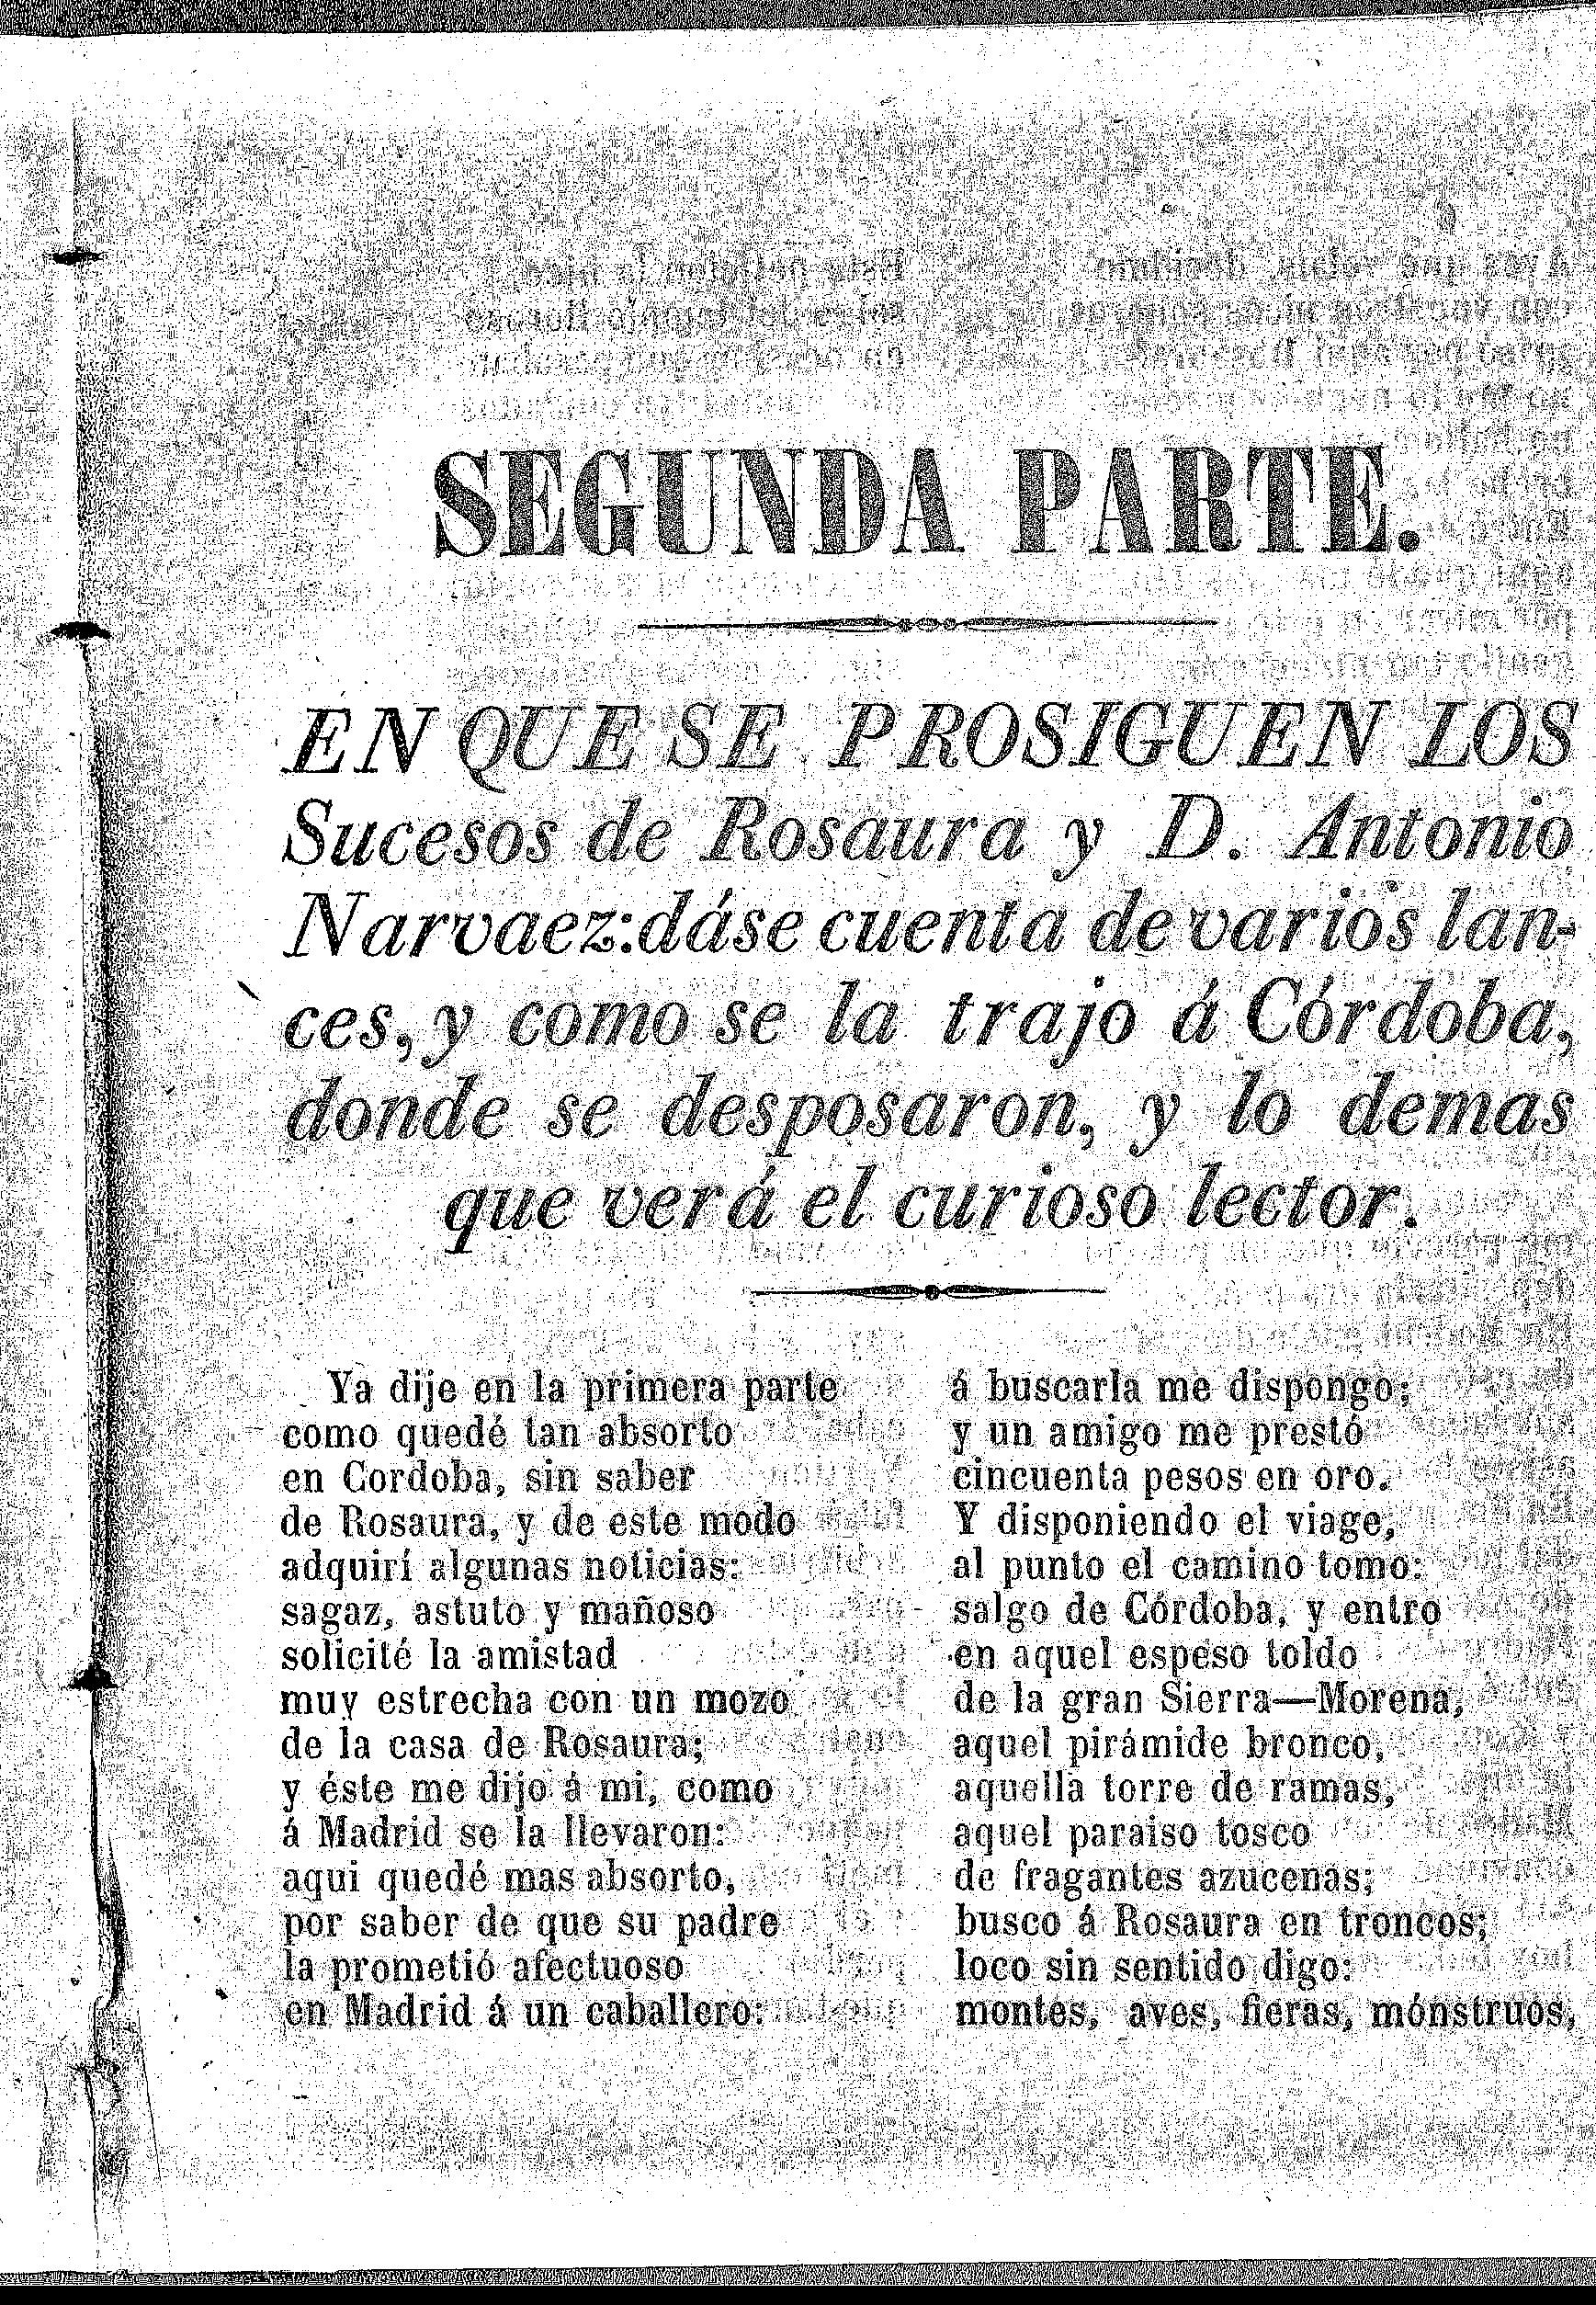 SEGUNDA PARTE.
EN QUE SE PROSIGUEN LOS
Sucesos de Rosaura y D. Antonio
Narvaez: dáse cuenta de varios lan-
ces, y como se la trajo á Córdoba,
donde se desposaron, y lo demas
que verá el curioso lector.
Ya dije en la primera parte
como quedé tan absorto
en Cordoba, sin saber
de Rosaura, y de este modo
adquirí algunas noticias:
sagaz, astuto y mañoso
solicité la amistad
muy estrecha con un mozo
de la casa de Rosaura;
y éste me dijo á mi, como
á Madrid se la llevaron:
aqui quedé mas absorto,
por saber de que su padre
la prometió afectuoso
en Madrid á un caballero:
á buscarla me dispongo;
y un amigo me prestó
cincuenta pesos en oro.
Y disponiendo el viage,
al punto el camino tomo:
salgo de Córdoba, y entro
en aquel espeso toldo
de la gran Sierra—Morena,
aquel pirámide bronco,
aquella torre de ramas,
aquel paraiso tosco
de fragantes azucenas;
busco á Rosaura en troncos;
loco sin sentido digo:
montes, aves, fieras, mónstruos,